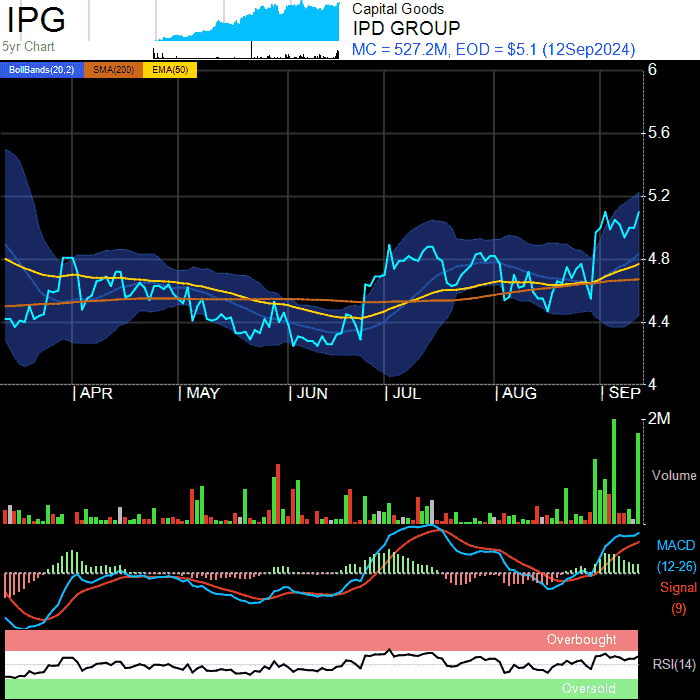 IPG
5yr Chart
Capital Goods
IPD GROUP
MC = 527.2M, EOD = $5.1 (12Sep2024)
BollBands(20,2) SMA(200) EMA(50)
6
5.6
5.2
4.8
4.4
4
APR MAY JUN JUL AUG SEP
2M
Volume
MACD
(12-26)
Signal
(9)
Overbought
RSI(14)
Oversold